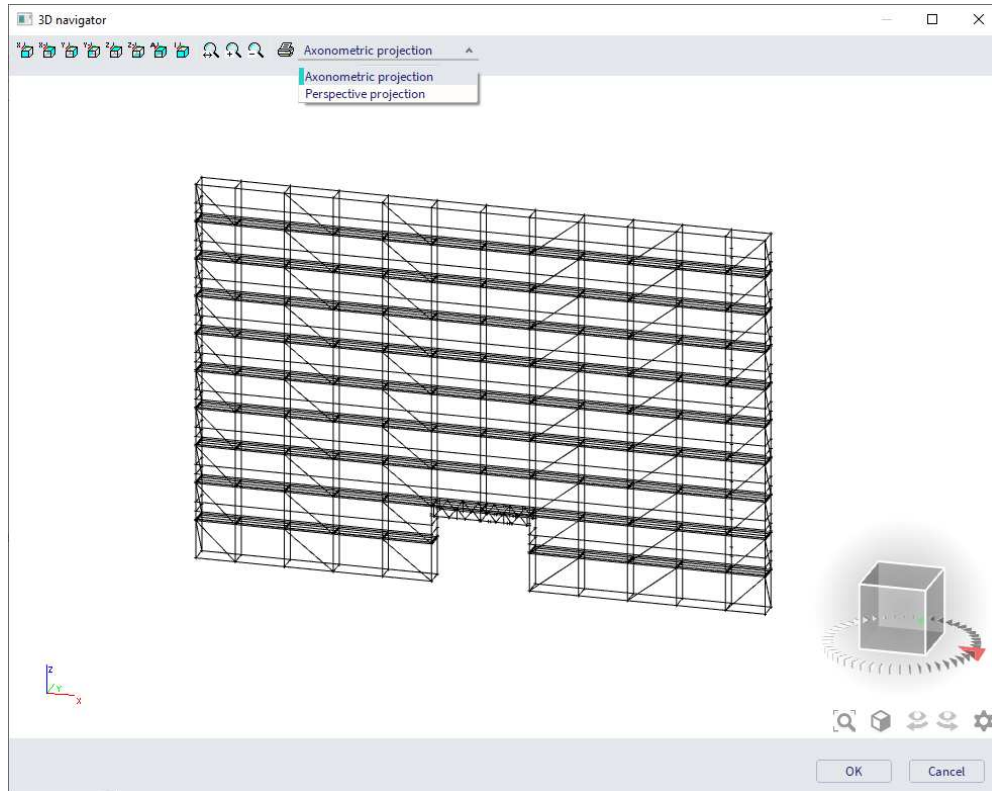 3D navigator
Axonometric projection
Axonometric projection
Perspective projection
Z
Y
X
OK
Cancel